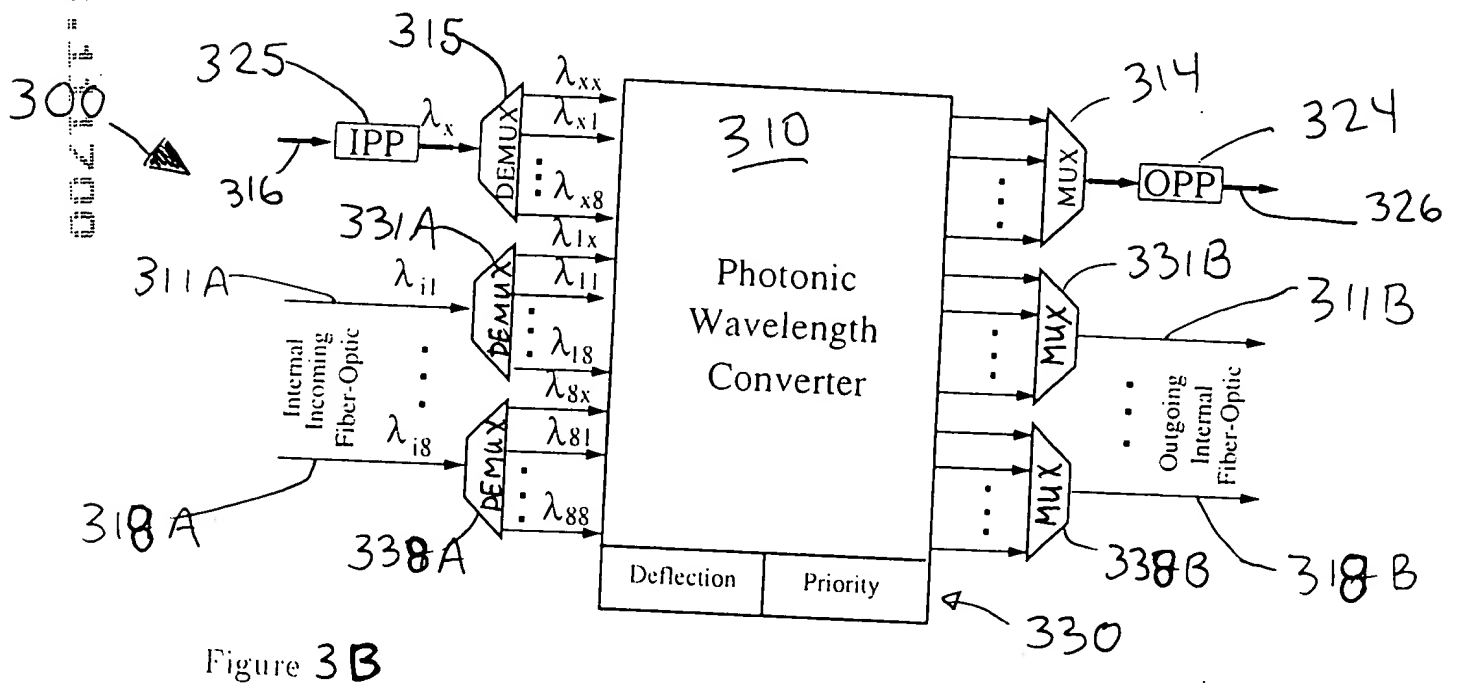 300
325
315
IPP
λx
DEMUX
316
λxx
λx1
λx8
310
314
MUX
324
OPP
326
331A
311A
λi1
DEMUX
λ1x
λ11
λ18
Photonic
Wavelength
Converter
331B
MUX
311B
Internal
Incoming
Fiber-Optic
Outgoing
Internal
Fiber-Optic
λi8
DEMUX
λ8x
λ81
λ88
MUX
318A
338A
338B
318B
Deflection
Priority
330
Figure 3B